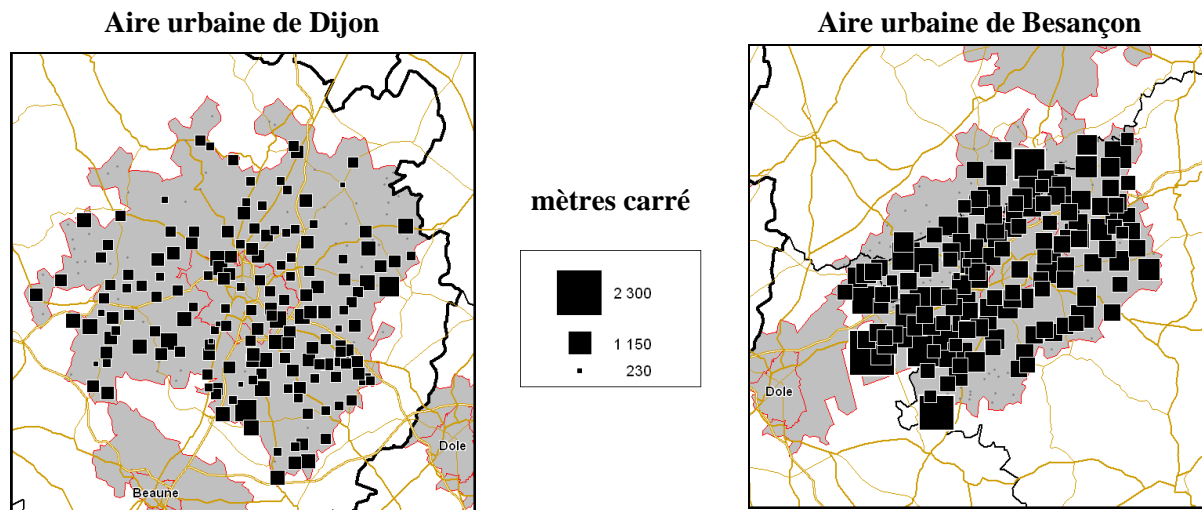 Aire urbaine de Dijon
Aire urbaine de Besançon
mètres carré
2 300
1 150
230
Dole
Beaune
Dole